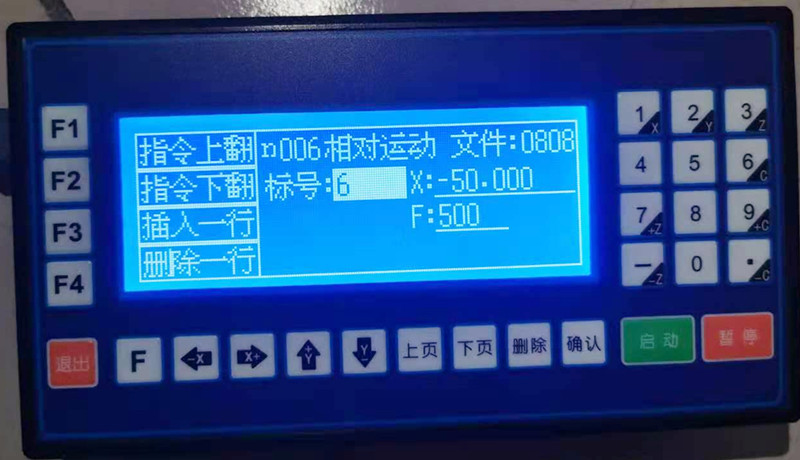 F1
F2
F3
F4
指令上翻 n006相对运动 文件:0808
指令下翻 标号:6 X:-50.000
插入一行 F:500
删除一行
1 X 2 Y 3 Z
4 5 6 C
7 +Z 8 9 +C
- -Z 0 . -C
退出 F -X X+ +Y Y- 上页 下页 删除 确认 启动 暂停